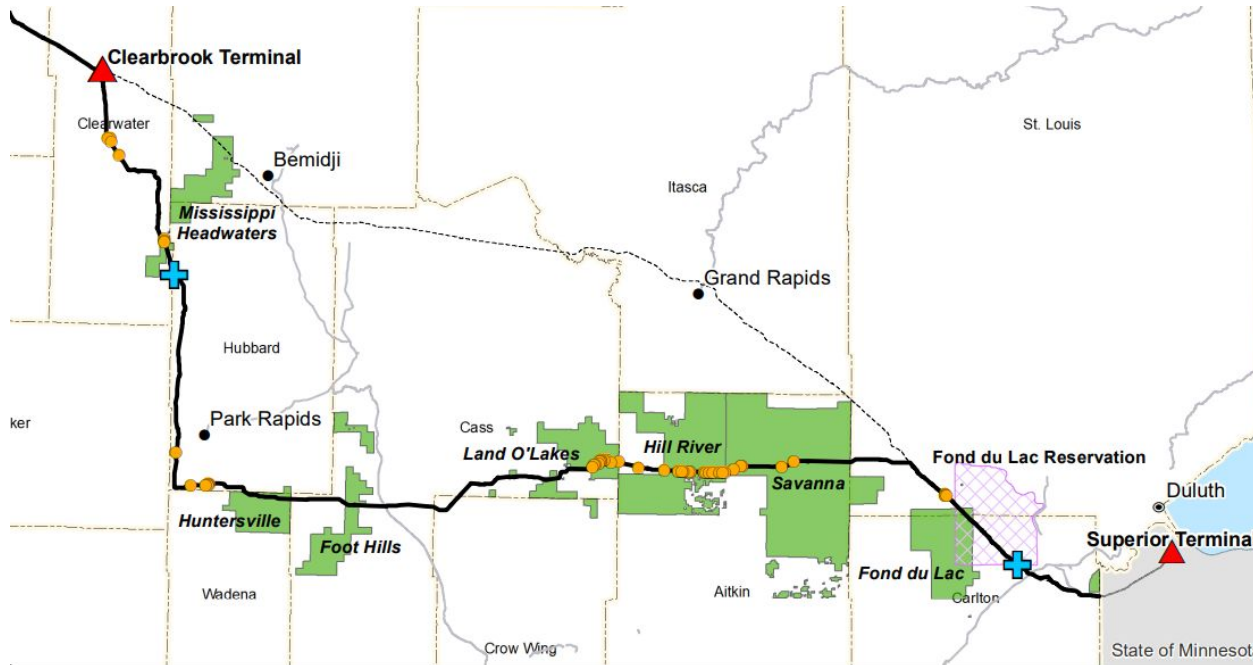 Clearbrook Terminal
Clearwater
St. Louis
Bemidji
Itasca
Mississippi
Headwaters
Grand Rapids
Hubbard
Park Rapids
ker
Cass
Land O'Lakes
Hill River
Fond du Lac Reservation
Savanna
Duluth
Huntersville
Foot Hills
Superior Termina
Fond du Lac
Wadena
Aitkin
Carlton
Crow Wing
State of Minnesot